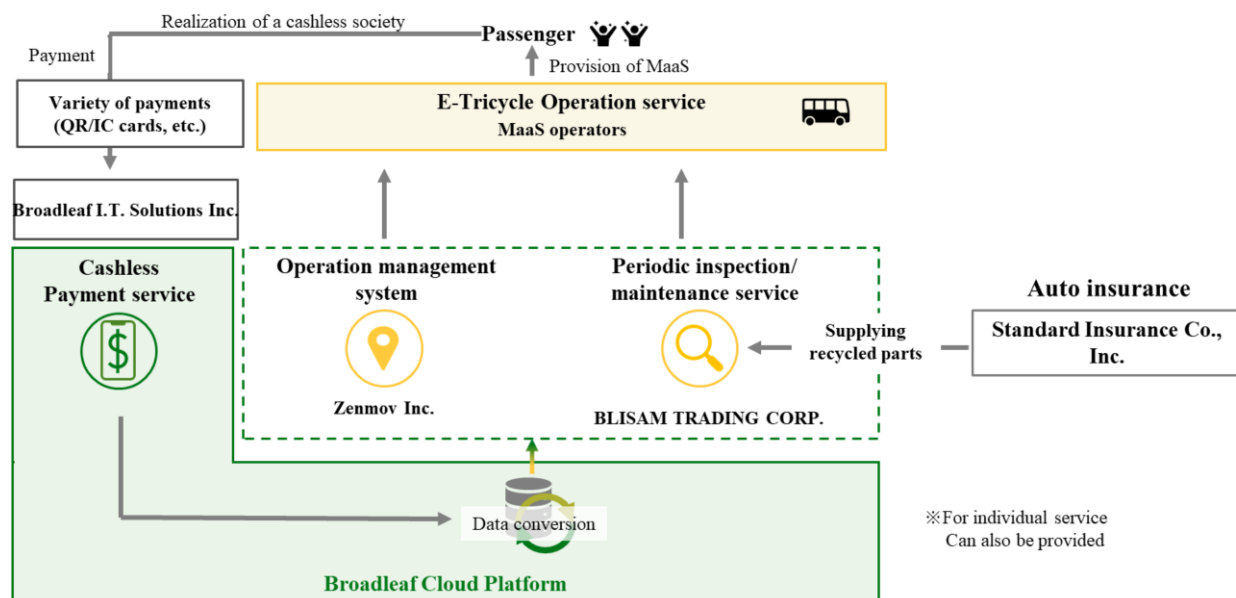 Realization of a cashless society
Passenger
Payment
Provision of MaaS
Variety of payments
(QR/IC cards, etc.)
E-Tricycle Operation service
MaaS operators
Broadleaf I.T. Solutions Inc.
Cashless
Payment service
$
Operation management
system
Zenmov Inc.
Periodic inspection/
maintenance service
BLISAM TRADING CORP.
Supplying
recycled parts
Auto insurance
Standard Insurance Co.,
Inc.
Data conversion
※For individual service
Can also be provided
Broadleaf Cloud Platform